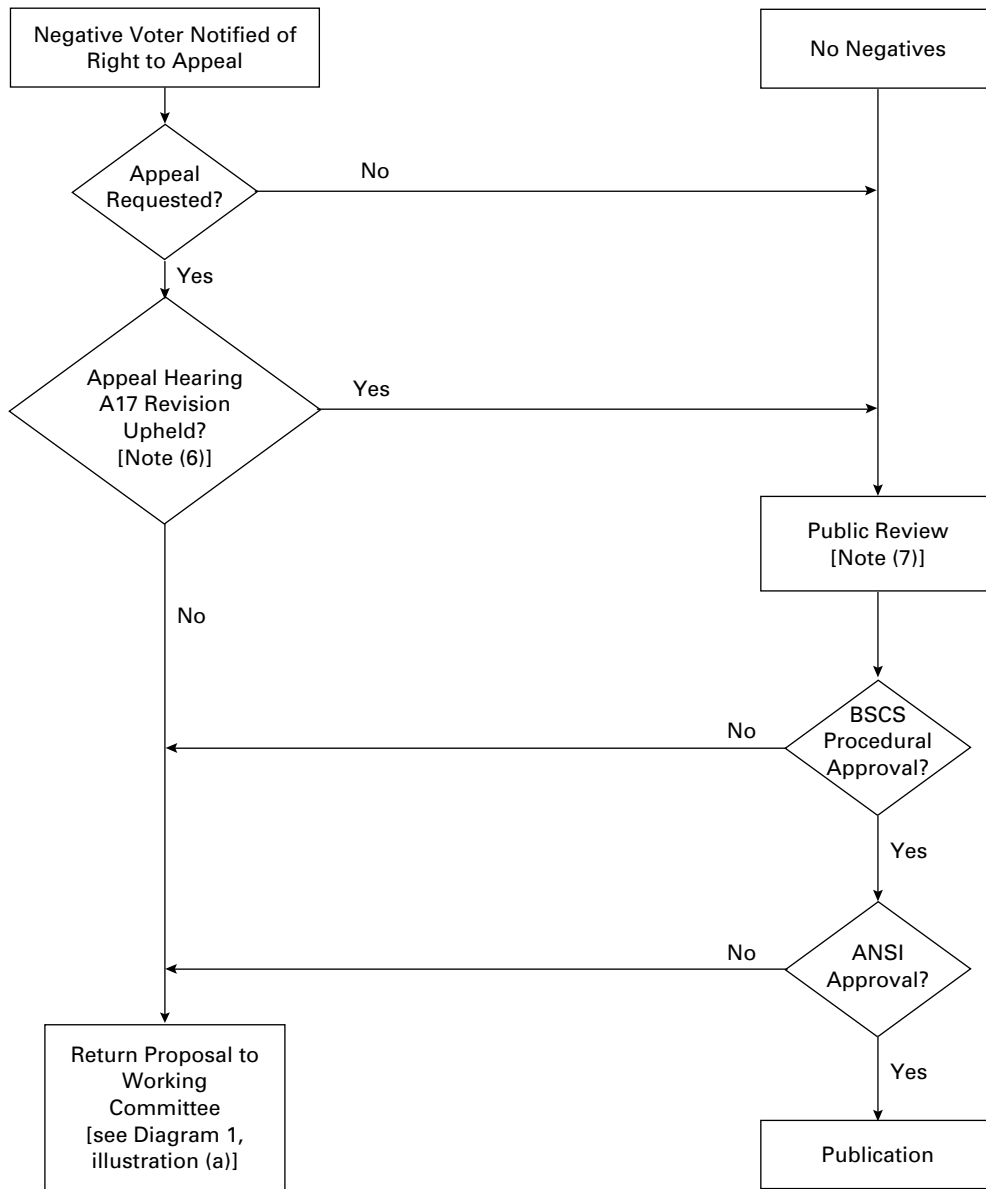 Negative Voter Notified of
Right to Appeal
No Negatives
Appeal
Requested?
No
Yes
Appeal Hearing
A17 Revision
Upheld?
[Note (6)]
Yes
Public Review
[Note (7)]
No
BSCS
Procedural
Approval?
No
Yes
ANSI
Approval?
No
Return Proposal to
Working
Committee
[see Diagram 1,
illustration (a)]
Yes
Publication